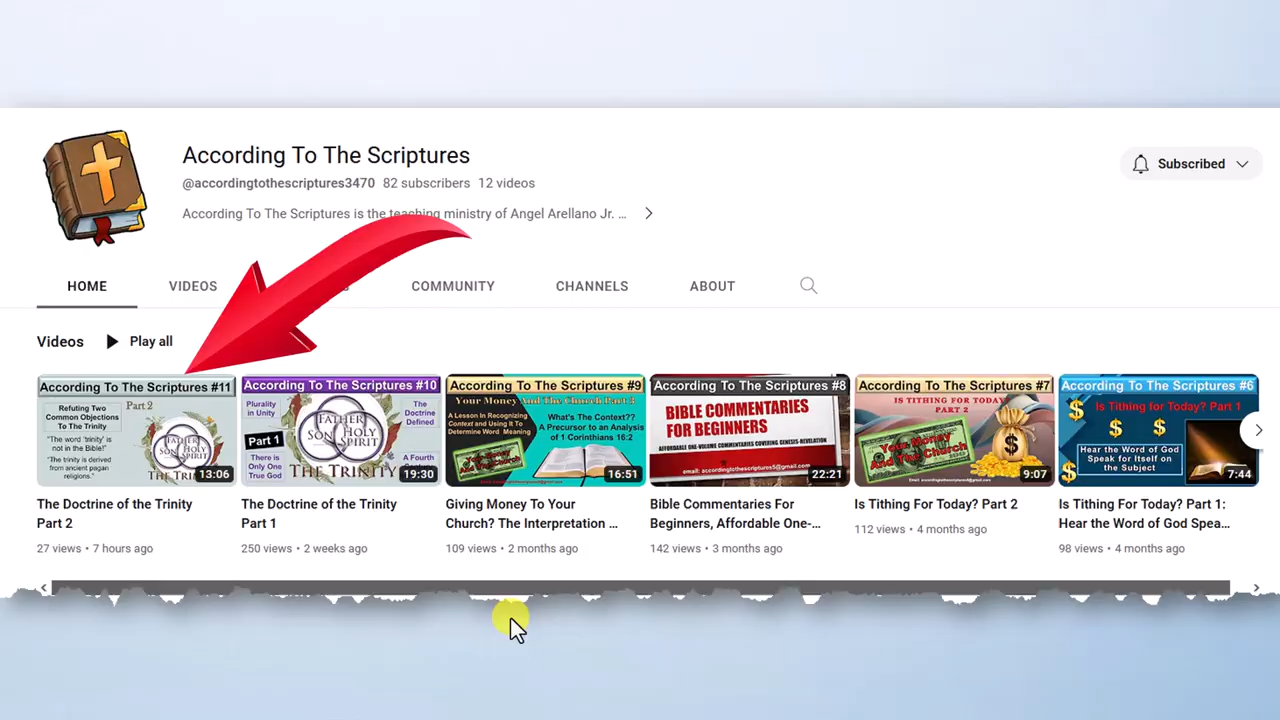 According To The Scriptures
@accordingtothescriptures3470 82 subscribers 12 videos
According To The Scriptures is the teaching ministry of Angel Arellano Jr. ...
Subscribed
HOME VIDEOS COMMUNITY CHANNELS ABOUT
Videos Play all
According To The Scriptures #11
Part 2
Refuting Two
Common Objections
To The Trinity
"The word 'trinity' is
not in the Bible!"
"The trinity is
derived from
ancient pagan
religions."
FATHER
SON HOLY
SPIRIT
THE
13:06
The Doctrine of the Trinity
Part 2
27 views • 7 hours ago
According To The Scriptures #10
Plurality
in Unity
Part 1
There is
Only One
True God
FATHER
SON HOLY
SPIRIT
THE TRINITY
The
Doctrine
Defined
A Fourth
19:30
The Doctrine of the Trinity
Part 1
250 views • 2 weeks ago
According To The Scriptures #9
Your Money And The Church Part 3
A Lesson In Recognizing
Context and Using It To
Determine Word Meaning
What's The Context??
A Precursor to an Analysis
of 1 Corinthians 16:2
Your Money
And The Church
16:51
Giving Money To Your
Church? The Interpretation ...
109 views • 2 months ago
According To The Scriptures #8
BIBLE COMMENTARIES
FOR BEGINNERS
AFFORDABLE ONE-VOLUME COMMENTARIES COVERING GENESIS-REVELATION
email: accordingtothescriptures5@gmail.com
22:21
Bible Commentaries For
Beginners, Affordable One-...
142 views • 3 months ago
According To The Scriptures #7
IS TITHING FOR TODAY?
PART 2
Your Money
And The Church
9:07
Is Tithing For Today? Part 2
112 views • 4 months ago
According To The Scriptures #6
Is Tithing for Today? Part 1
Hear the Word of God
Speak for Itself on
the Subject
7:44
Is Tithing For Today? Part 1:
Hear the Word of God Spea...
98 views • 4 months ago